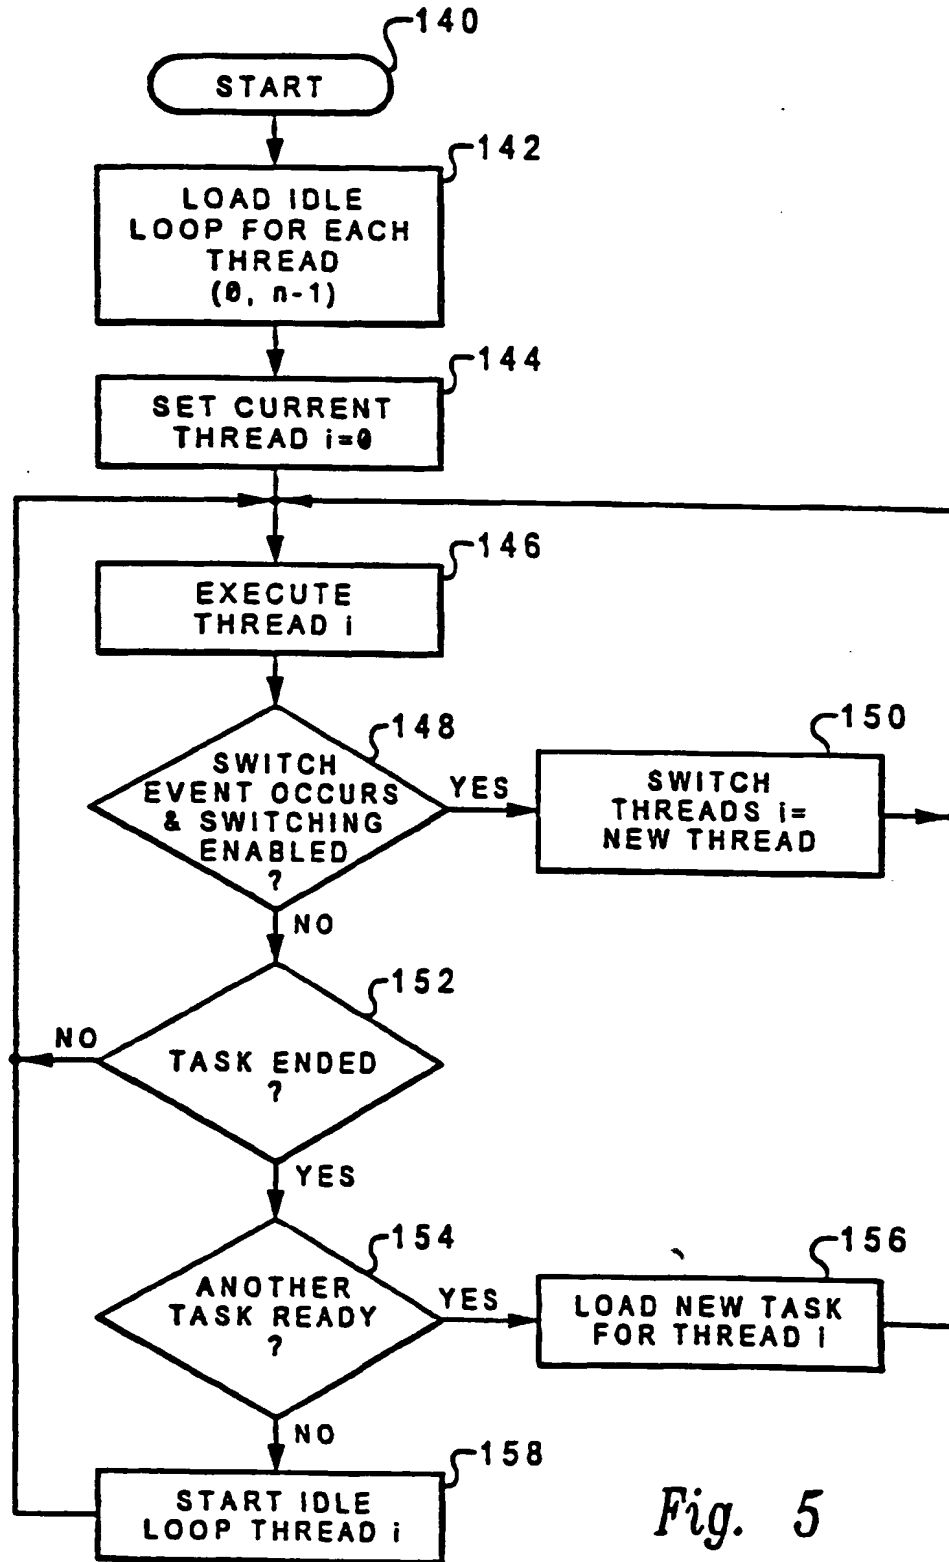 140
START
142
LOAD IDLE
LOOP FOR EACH
THREAD
(0, n-1)
144
SET CURRENT
THREAD i=0
146
EXECUTE
THREAD i
148
SWITCH
EVENT OCCURS
& SWITCHING
ENABLED
?
YES
150
SWITCH
THREADS i=
NEW THREAD
NO
152
TASK ENDED
?
NO
YES
154
ANOTHER
TASK READY
?
YES
156
LOAD NEW TASK
FOR THREAD i
NO
158
START IDLE
LOOP THREAD i
Fig. 5